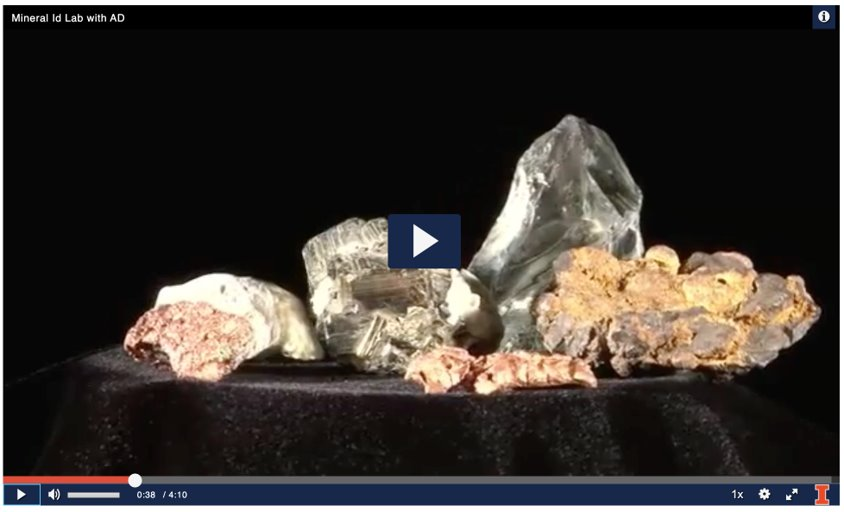 Mineral Id Lab with AD
0:38 / 4:10
1x